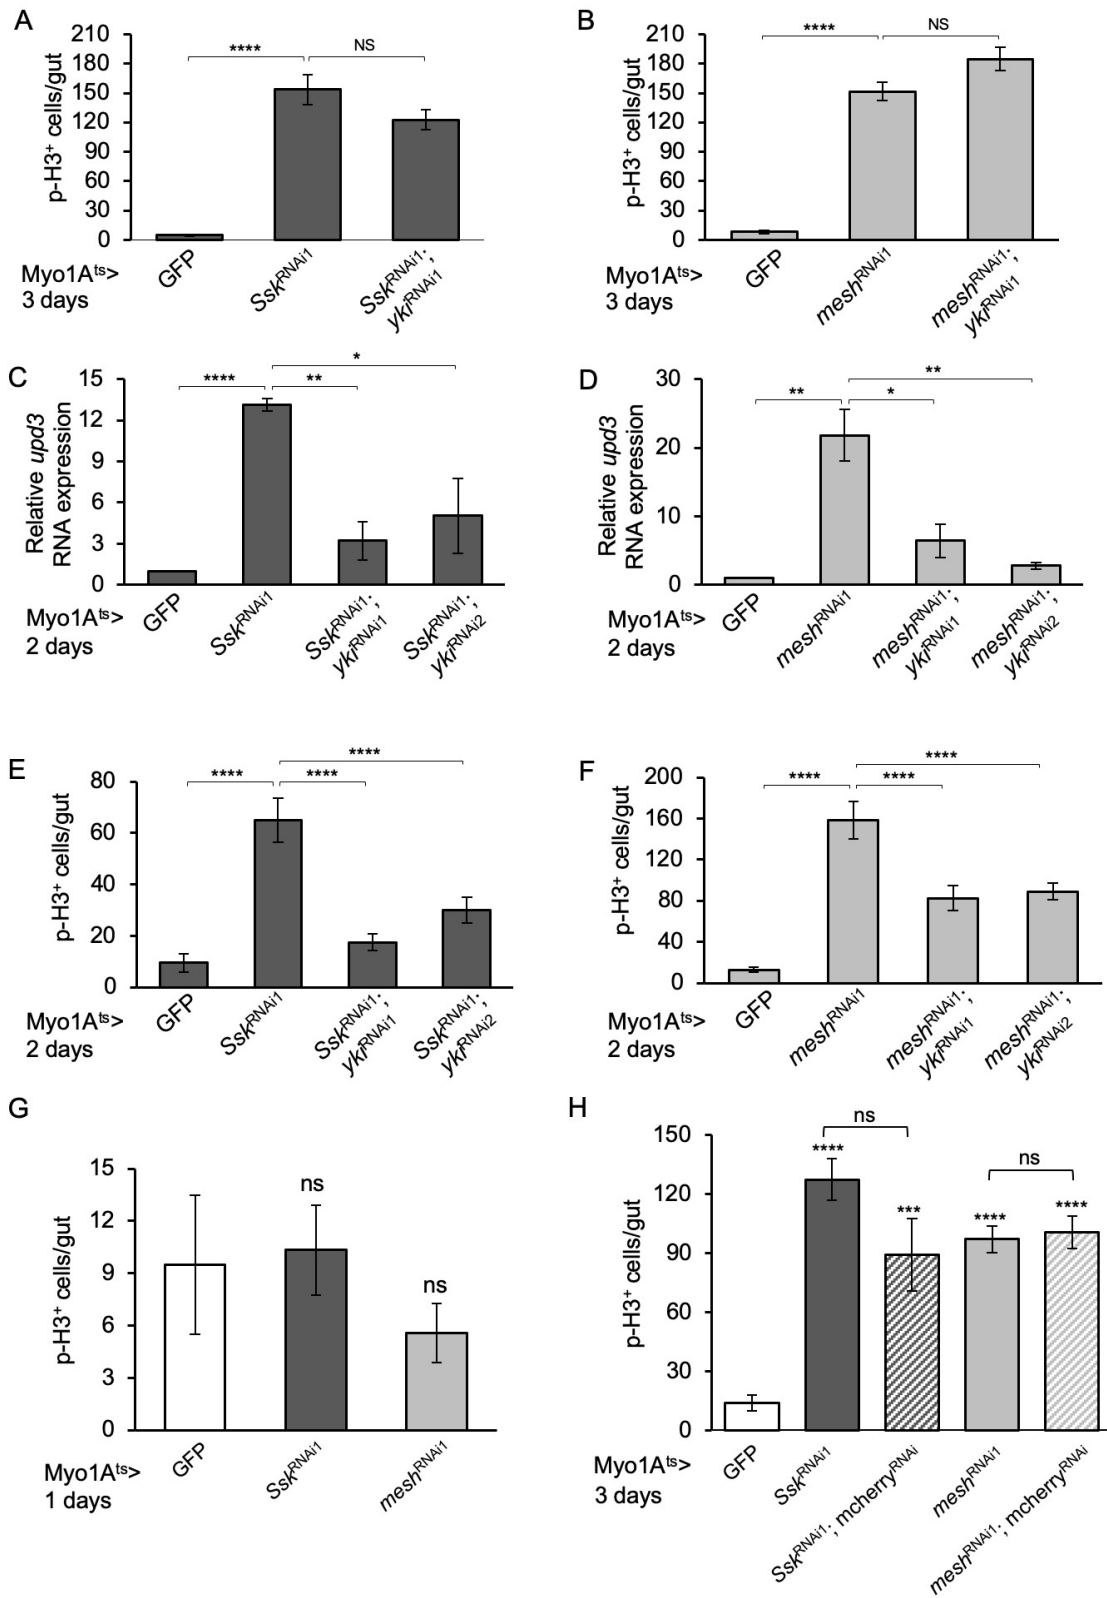 A
p-H3+ cells/gut
210
180
150
120
90
60
30
0
****
NS
Myo1Ats>
3 days
GFP
SskRNAi1
SskRNAi1;
ykiRNAi1
B
p-H3+ cells/gut
210
180
150
120
90
60
30
0
****
NS
Myo1Ats>
3 days
GFP
meshRNAi1
meshRNAi1;
ykiRNAi1
C
Relative upd3
RNA expression
15
12
9
6
3
0
****
**
*
Myo1Ats>
2 days
GFP
SskRNAi1
SskRNAi1;
ykiRNAi1
SskRNAi1;
ykiRNAi2
D
Relative upd3
RNA expression
30
20
10
0
**
*
**
Myo1Ats>
2 days
GFP
meshRNAi1
meshRNAi1;
ykiRNAi1
meshRNAi1;
ykiRNAi2
E
p-H3+ cells/gut
80
60
40
20
0
****
****
****
Myo1Ats>
2 days
GFP
SskRNAi1
SskRNAi1;
ykiRNAi1
SskRNAi1;
ykiRNAi2
F
p-H3+ cells/gut
200
160
120
80
40
0
****
****
****
Myo1Ats>
2 days
GFP
meshRNAi1
meshRNAi1;
ykiRNAi1
meshRNAi1;
ykiRNAi2
G
p-H3+ cells/gut
15
12
9
6
3
0
ns
ns
Myo1Ats>
1 days
GFP
SskRNAi1
meshRNAi1
H
p-H3+ cells/gut
150
120
90
60
30
0
ns
ns
****
***
****
****
Myo1Ats>
3 days
GFP
SskRNAi1
SskRNAi1; mcherryRNAi
meshRNAi1
meshRNAi1; mcherryRNAi